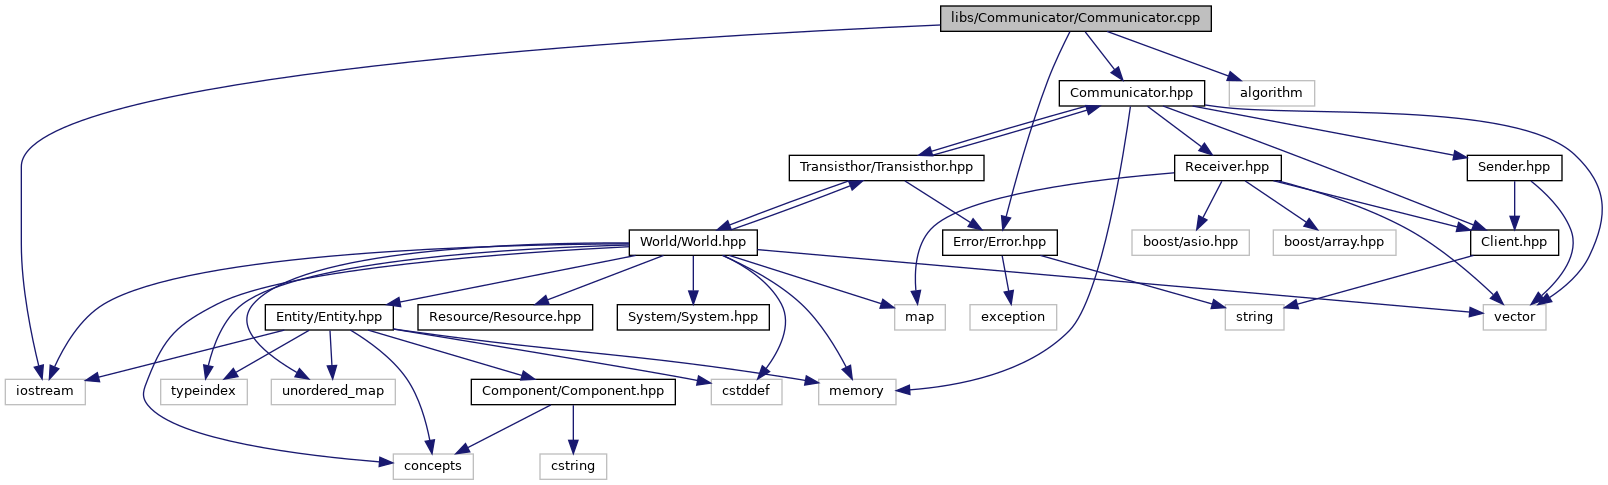 libs/Communicator/Communicator.cpp
Communicator.hpp
algorithm
Transisthor/Transisthor.hpp
Receiver.hpp
Sender.hpp
World/World.hpp
Error/Error.hpp
boost/asio.hpp
boost/array.hpp
Client.hpp
Entity/Entity.hpp
Resource/Resource.hpp
System/System.hpp
map
exception
string
vector
iostream
typeindex
unordered_map
Component/Component.hpp
cstddef
memory
concepts
cstring